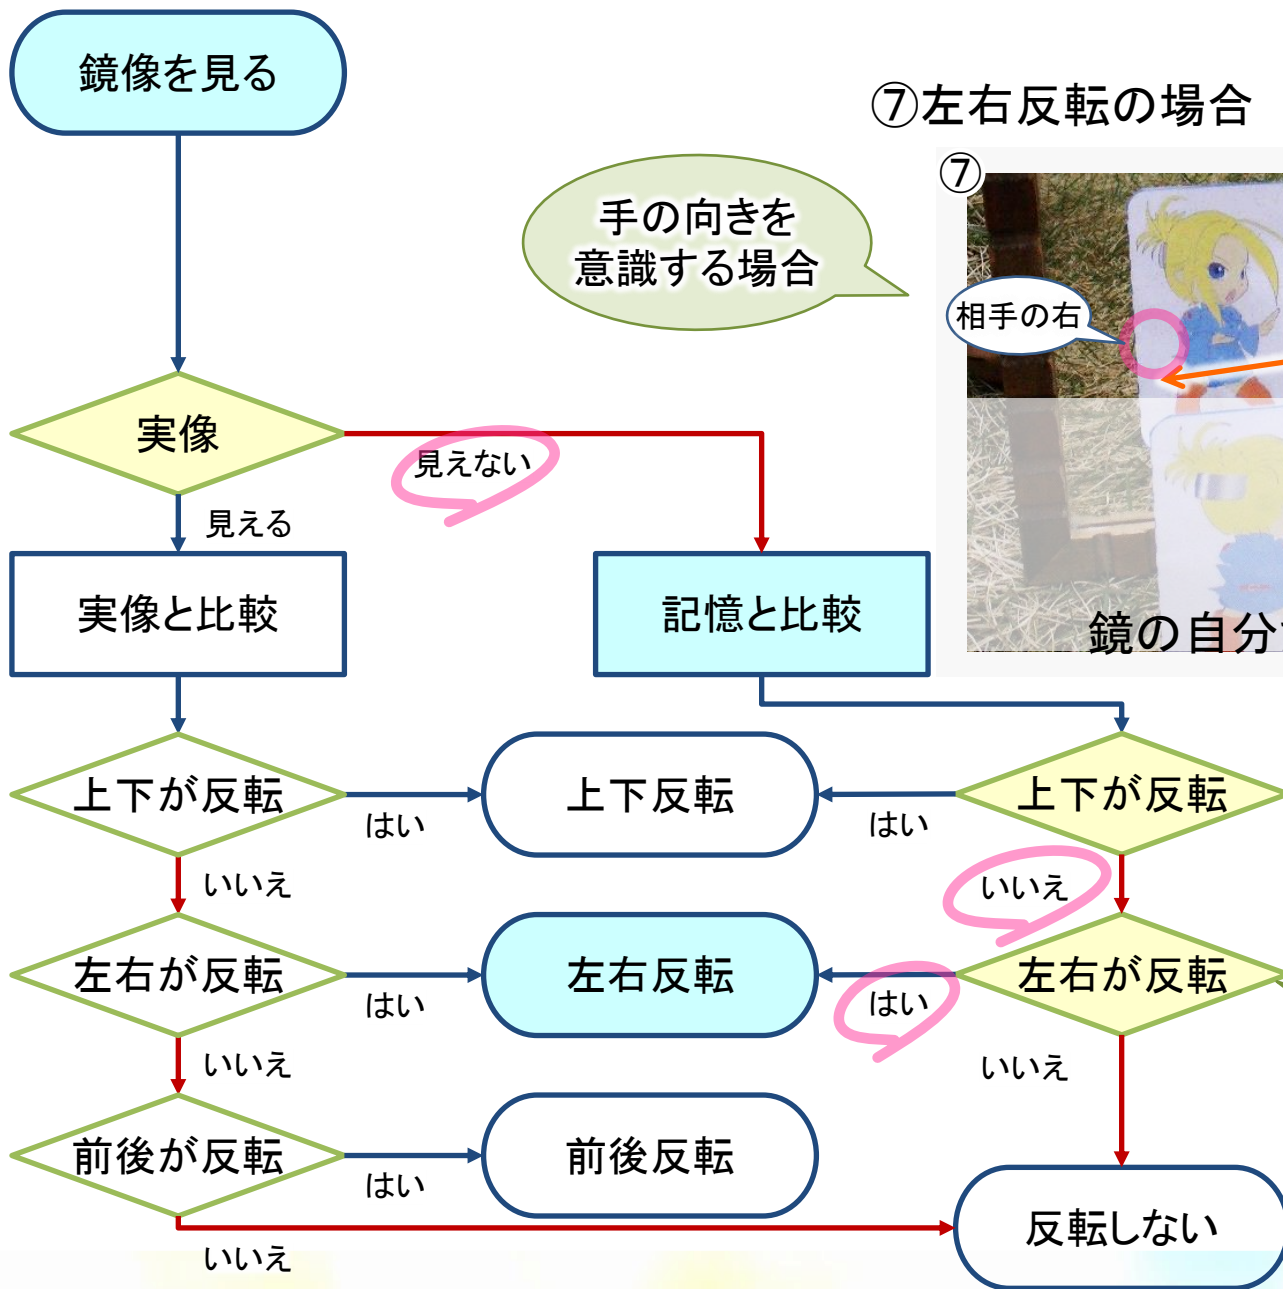 鏡像を見る
⑦左右反転の場合
⑦
手の向きを
意識する場合
相手の右
実像
見えない
見える
実像と比較
記憶と比較
鏡の自分
上下が反転
はい
上下反転
はい
上下が反転
いいえ
いいえ
左右が反転
はい
左右反転
はい
左右が反転
いいえ
いいえ
前後が反転
はい
前後反転
反転しない
いいえ